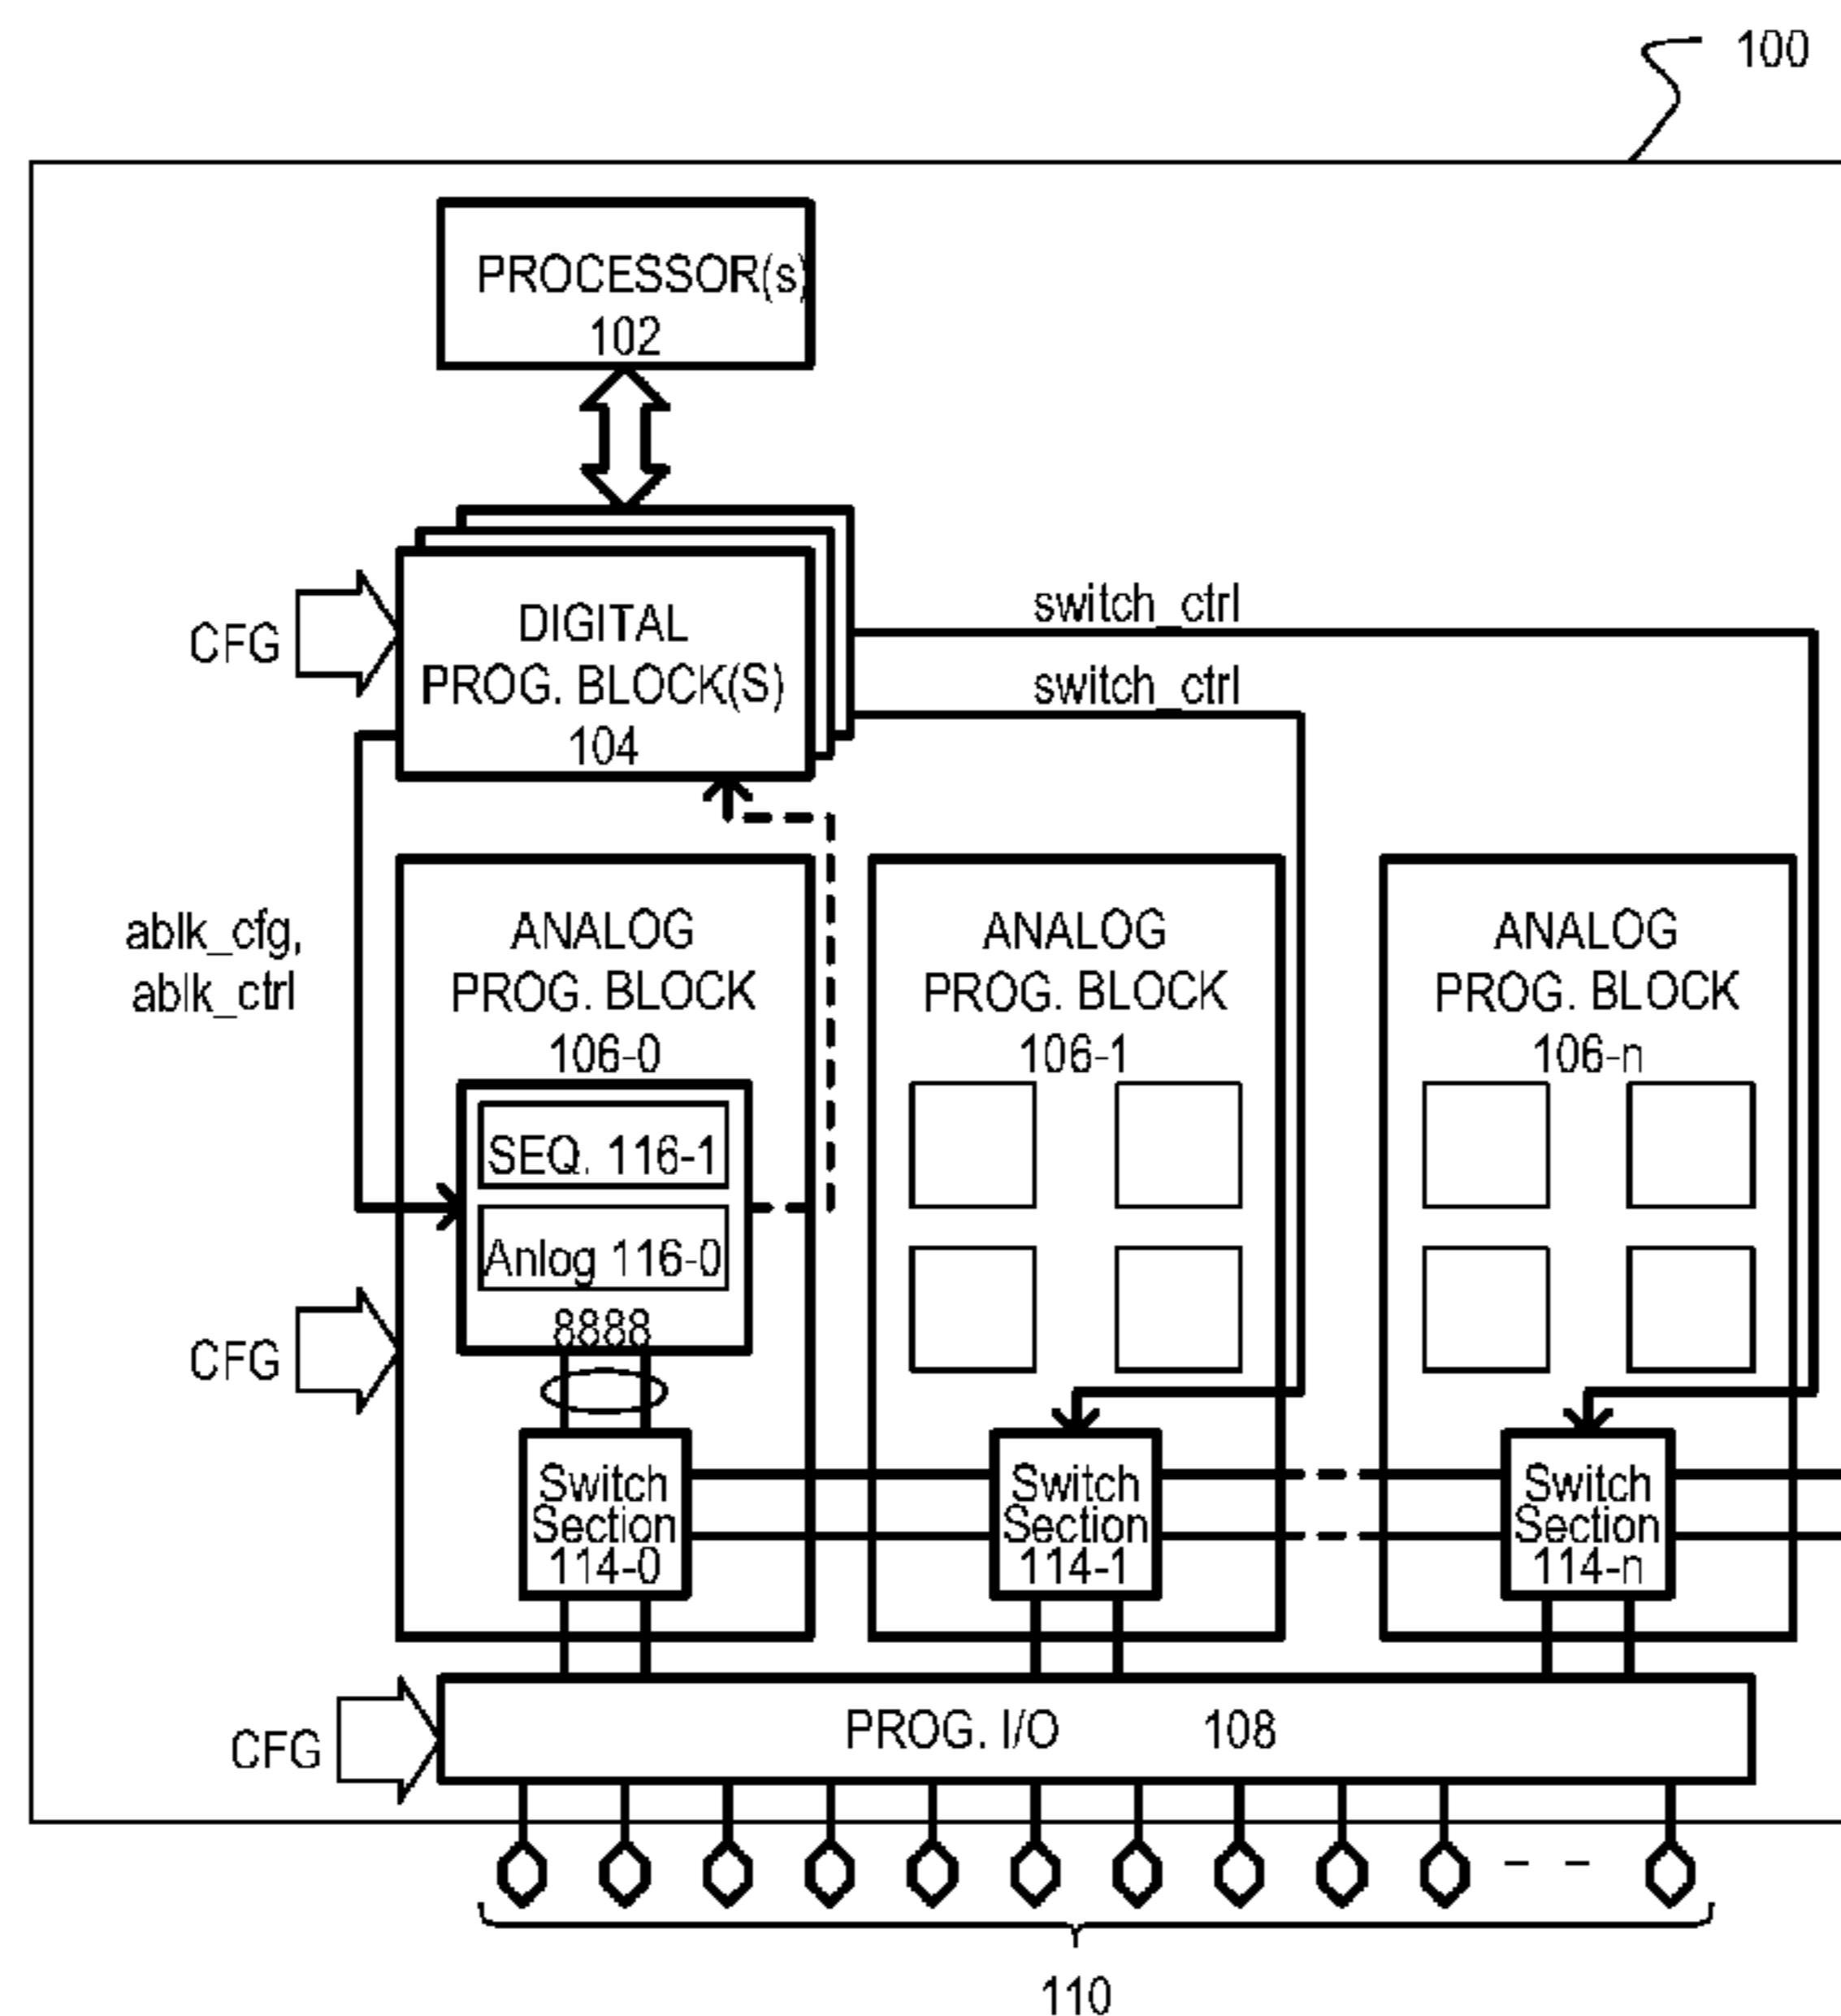 100
PROCESSOR(s)
102
CFG
DIGITAL
PROG. BLOCK(S)
104
switch_ctrl
switch_ctrl
ablk_cfg,
ablk_ctrl
ANALOG
PROG. BLOCK
106-0
ANALOG
PROG. BLOCK
106-1
ANALOG
PROG. BLOCK
106-n
SEQ. 116-1
Anlog 116-0
8888
CFG
Switch
Section
114-0
Switch
Section
114-1
Switch
Section
114-n
CFG
PROG. I/O 108
110